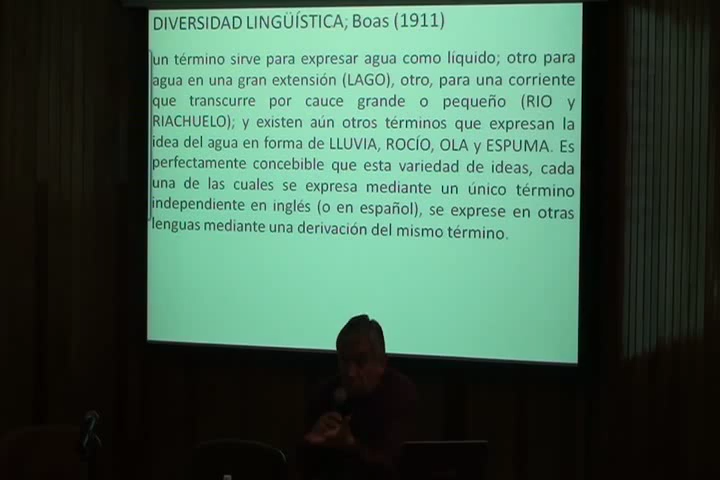 DIVERSIDAD LINGÜÍSTICA; Boas (1911)
un término sirve para expresar agua como líquido; otro para
agua en una gran extensión (LAGO), otro, para una corriente
que transcurre por cauce grande o pequeño (RIO y
RIACHUELO); y existen aún otros términos que expresan la
idea del agua en forma de LLUVIA, ROCÍO, OLA y ESPUMA. Es
perfectamente concebible que esta variedad de ideas, cada
una de las cuales se expresa mediante un único término
independiente en inglés (o en español), se exprese en otras
lenguas mediante una derivación del mismo término.